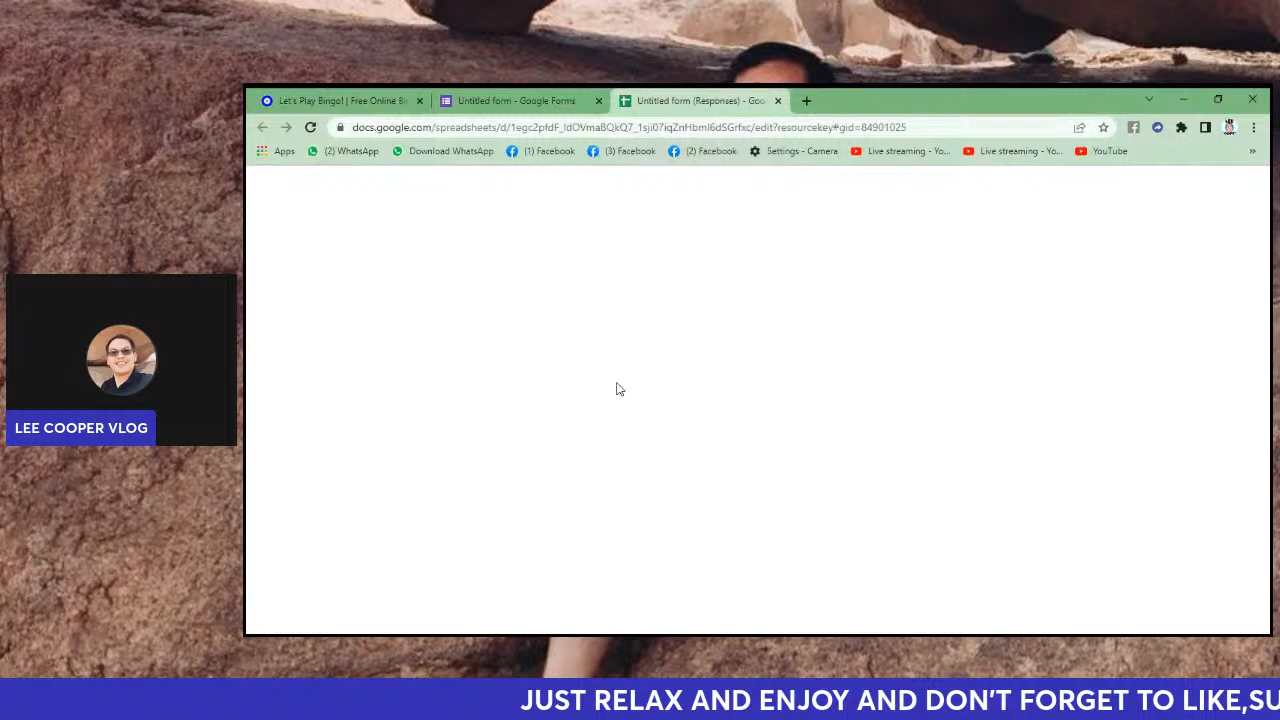 Let's Play Bingo! | Free Online Bi
Untitled form - Google Forms
Untitled form (Responses) - Goo
docs.google.com/spreadsheets/d/1egc2pfdF_ldOVmaBQkQ7_1sji07iqZnHbmI6dSGrfxc/edit?resourcekey#gid=84901025
Apps
(2) WhatsApp
Download WhatsApp
(1) Facebook
(3) Facebook
(2) Facebook
Settings - Camera
Live streaming - Yo...
Live streaming - Yo...
YouTube
LEE COOPER VLOG
JUST RELAX AND ENJOY AND DON'T FORGET TO LIKE,SU